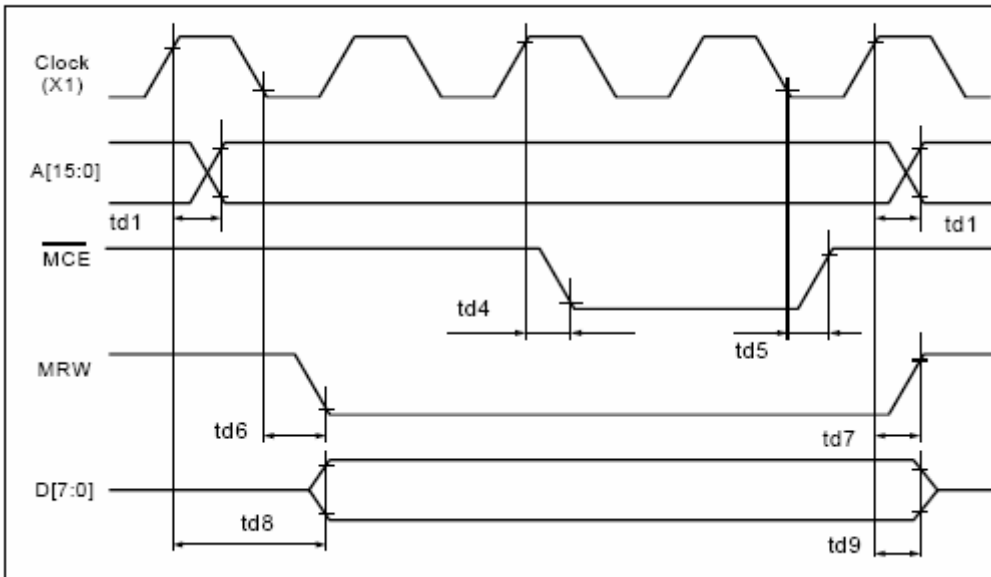 Clock
(X1)
A[15:0]
td1
td1
MCE
td4
td5
MRW
td6
td7
D[7:0]
td8
td9